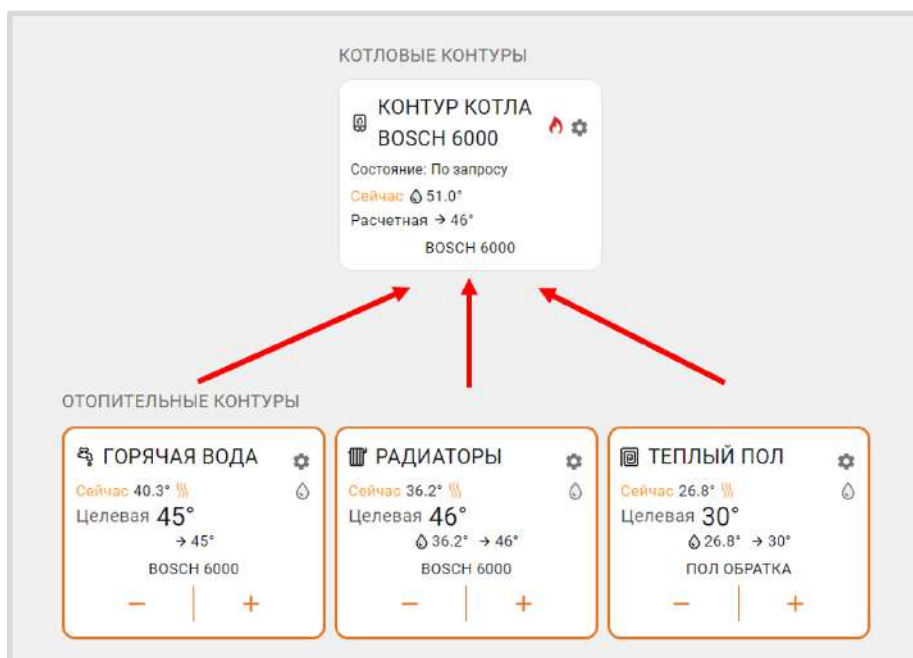 КОТЛОВЫЕ КОНТУРЫ
КОНТУР КОТЛА
BOSCH 6000
Состояние: По запросу
Сейчас 51.0°
Расчетная → 46°
BOSCH 6000
ОТОПИТЕЛЬНЫЕ КОНТУРЫ
ГОРЯЧАЯ ВОДА
Сейчас 40.3°
Целевая 45°
→ 45°
BOSCH 6000
− +
РАДИАТОРЫ
Сейчас 36.2°
Целевая 46°
36.2° → 46°
BOSCH 6000
− +
ТЕПЛЫЙ ПОЛ
Сейчас 26.8°
Целевая 30°
26.8° → 30°
ПОЛ ОБРАТКА
− +